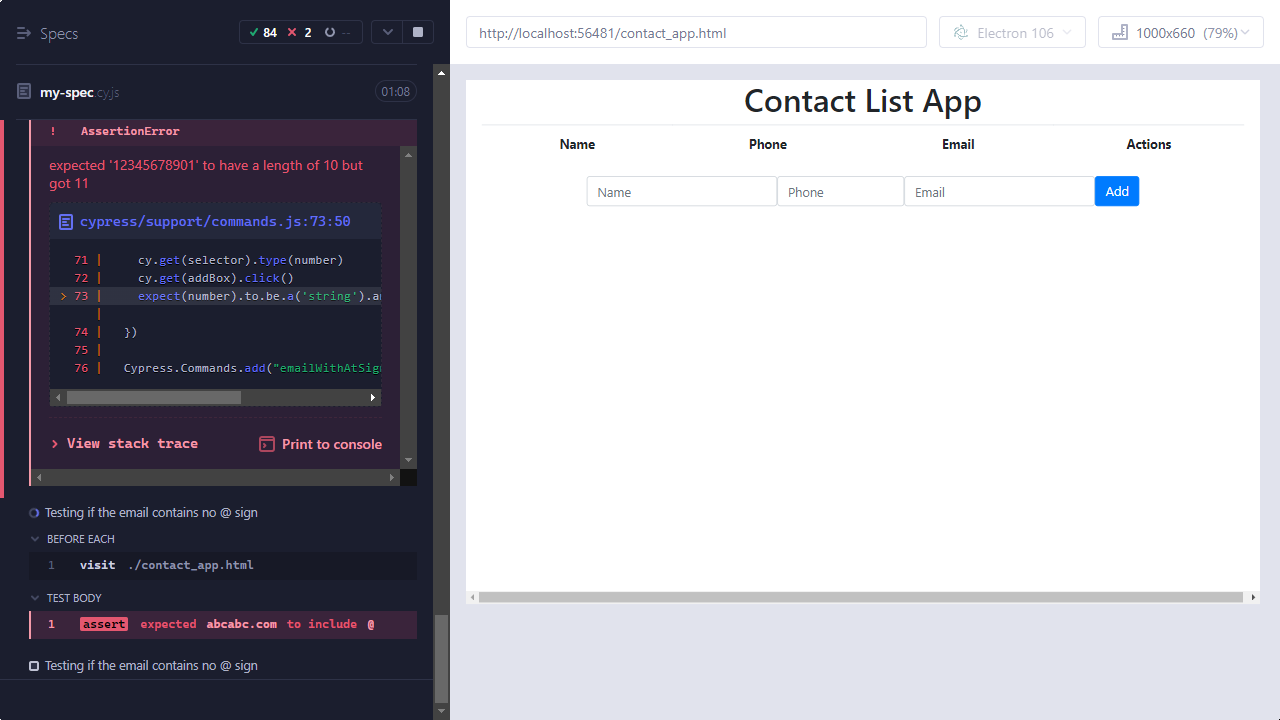 Specs
84 2 --
my-spec.cy.js 01:08
! AssertionError
expected '12345678901' to have a length of 10 but
got 11
cypress/support/commands.js:73:50
71 | cy.get(selector).type(number)
72 | cy.get(addBox).click()
> 73 | expect(number).to.be.a('string').an
|
74 | })
75 |
76 | Cypress.Commands.add("emailWithAtSign
> View stack trace
Print to console
Testing if the email contains no @ sign
BEFORE EACH
1 visit ./contact_app.html
TEST BODY
1 assert expected abcabc.com to include @
Testing if the email contains no @ sign
http://localhost:56481/contact_app.html
Electron 106
1000x660 (79%)
Contact List App
Name Phone Email Actions
Name Phone Email Add